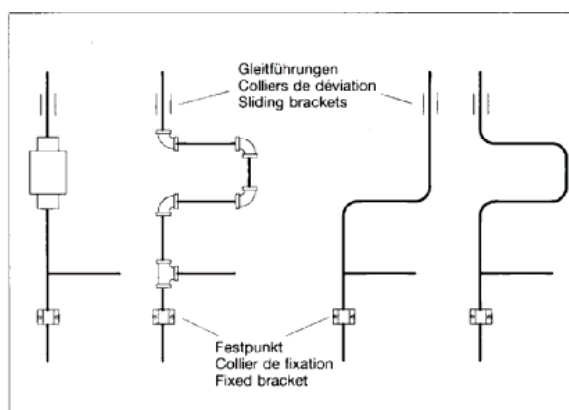 Gleitführungen
Colliers de déviation
Sliding brackets
Festpunkt
Collier de fixation
Fixed bracket